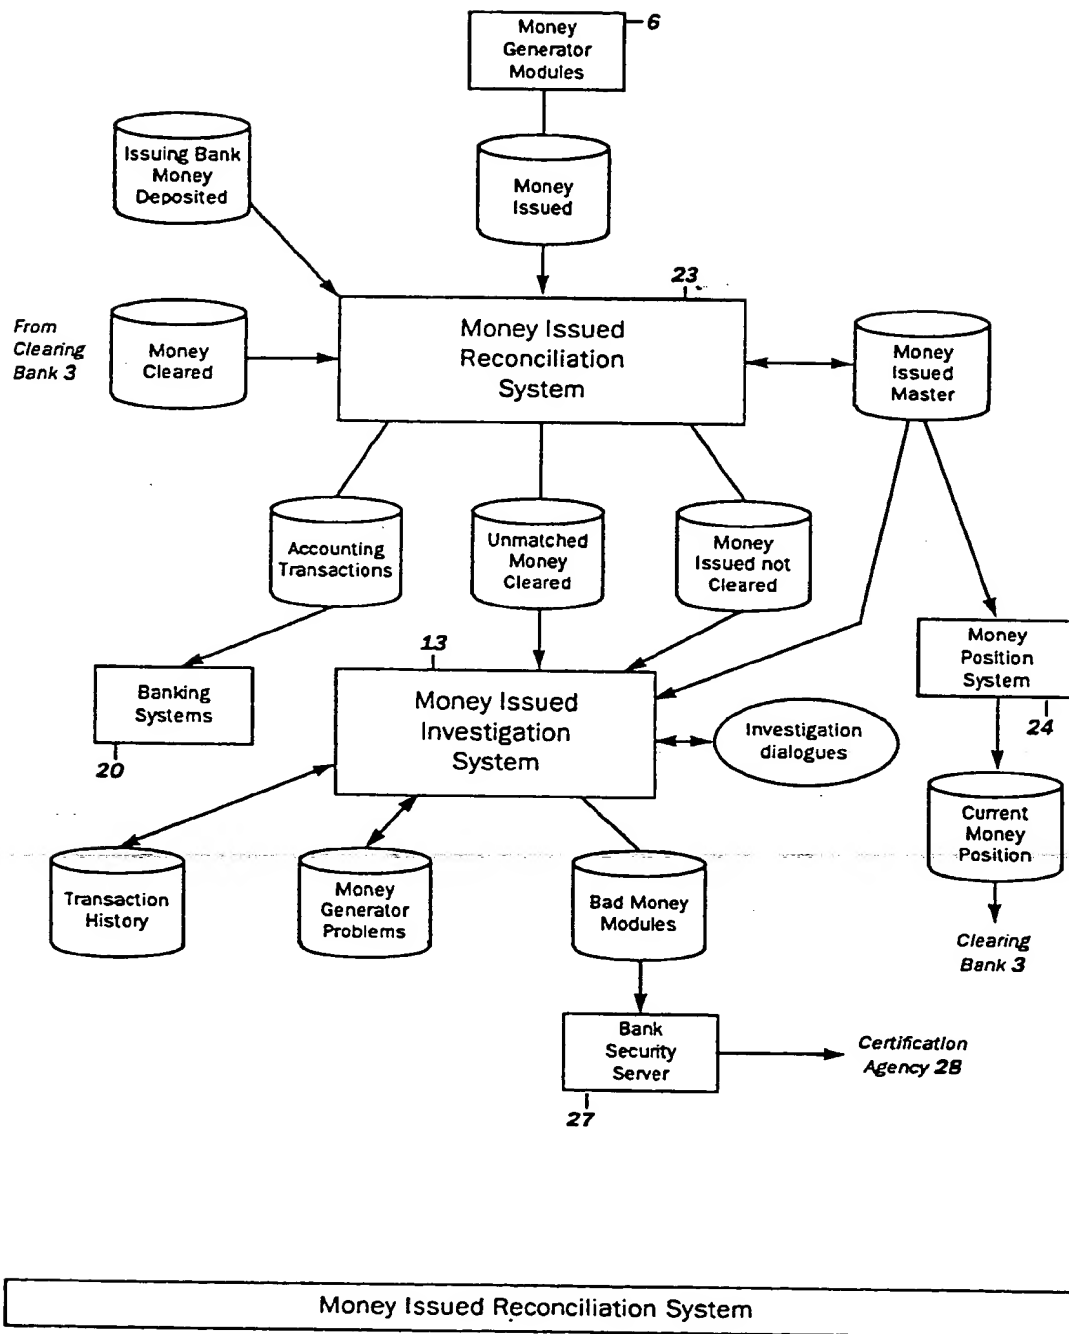 Money
Generator
Modules
6
Issuing Bank
Money
Deposited
Money
Issued
23
From
Clearing
Bank 3
Money
Cleared
Money Issued
Reconciliation
System
Money
Issued
Master
Accounting
Transactions
Unmatched
Money
Cleared
Money
Issued not
Cleared
13
Banking
Systems
20
Money Issued
Investigation
System
Investigation
dialogues
Money
Position
System
24
Current
Money
Position
Transaction
History
Money
Generator
Problems
Bad Money
Modules
Clearing
Bank 3
Bank
Security
Server
27
Certification
Agency 28
Money Issued Reconciliation System